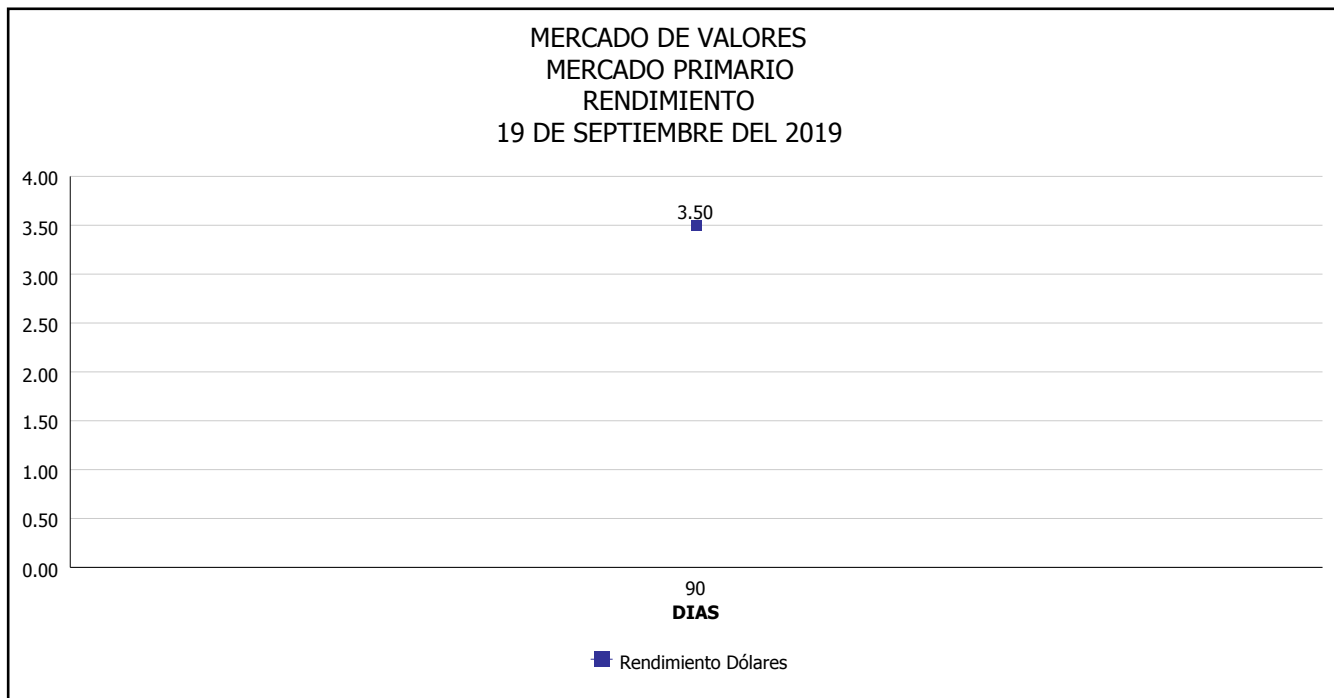 MERCADO DE VALORES
MERCADO PRIMARIO
RENDIMIENTO
19 DE SEPTIEMBRE DEL 2019
4.00
3.50
3.50
3.00
2.50
2.00
1.50
1.00
0.50
0.00
90
DIAS
Rendimiento Dólares